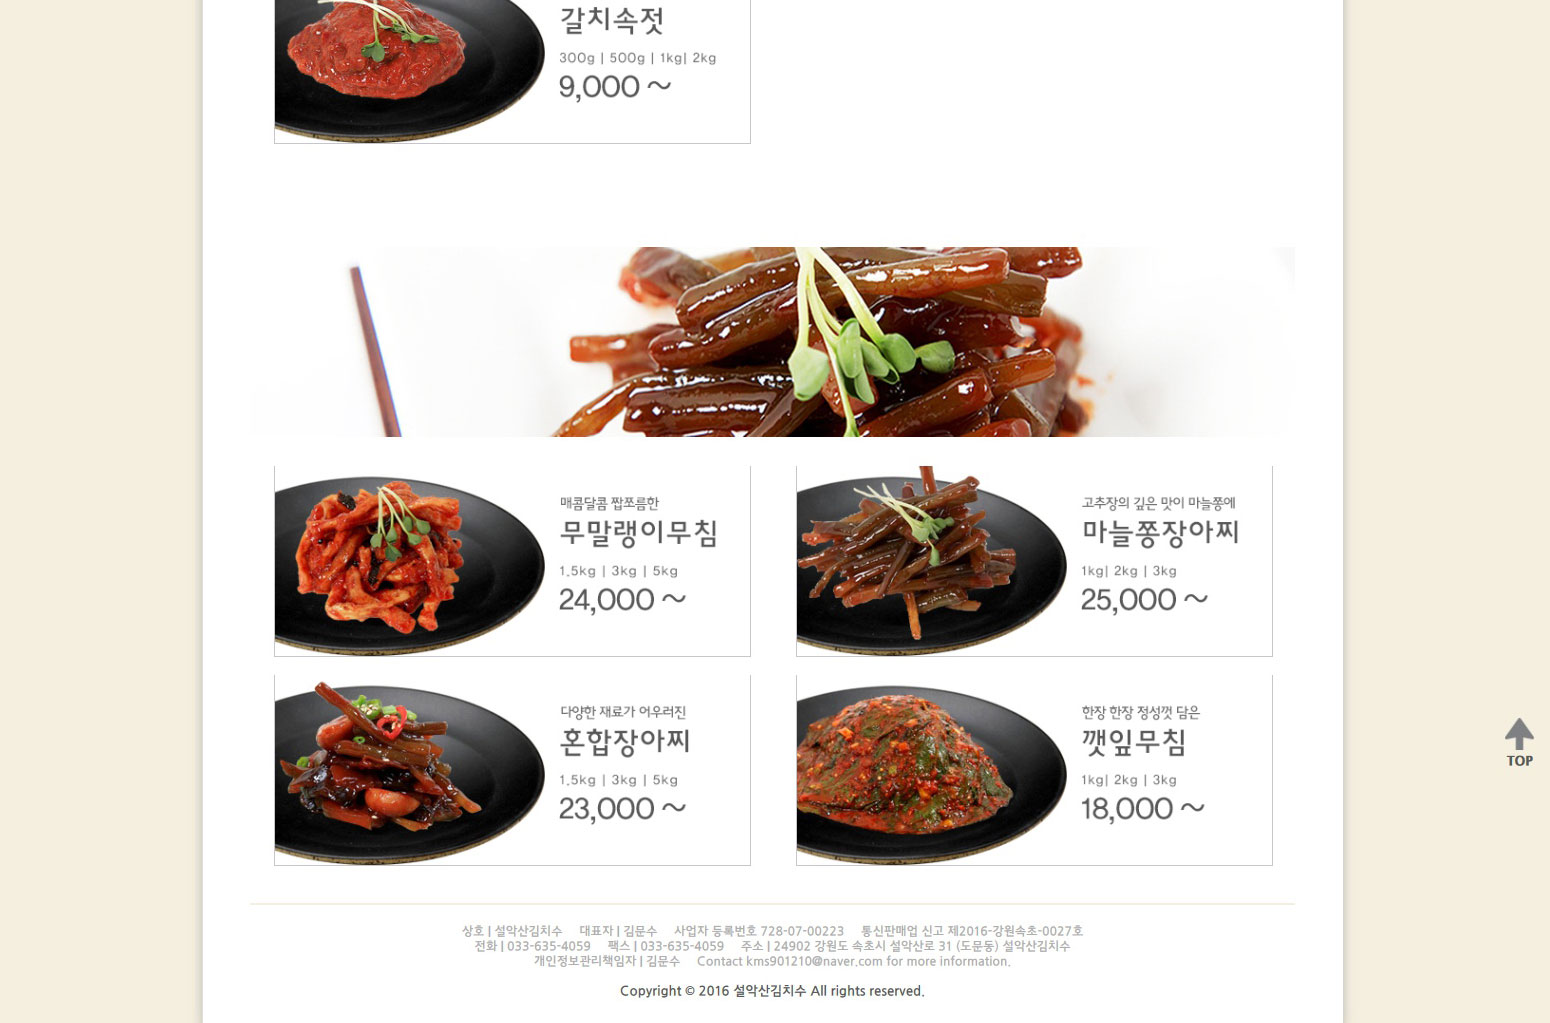 갈치속젓
300g | 500g | 1kg| 2kg
9,000 ~
매콤달콤 짭쪼름한
무말랭이무침
1.5kg | 3kg | 5kg
24,000 ~
고추장의 깊은 맛이 마늘쫑에
마늘쫑장아찌
1kg| 2kg | 3kg
25,000 ~
다양한 재료가 어우러진
혼합장아찌
1.5kg | 3kg | 5kg
23,000 ~
한장 한장 정성껏 담은
깻잎무침
1kg| 2kg | 3kg
18,000 ~
TOP
상호 | 설악산김치수 대표자 | 김문수 사업자 등록번호 728-07-00223 통신판매업 신고 제2016-강원속초-0027호
전화 | 033-635-4059 팩스 | 033-635-4059 주소 | 24902 강원도 속초시 설악산로 31 (도문동) 설악산김치수
개인정보관리책임자 | 김문수 Contact kms901210@naver.com for more information.
Copyright © 2016 설악산김치수 All rights reserved.